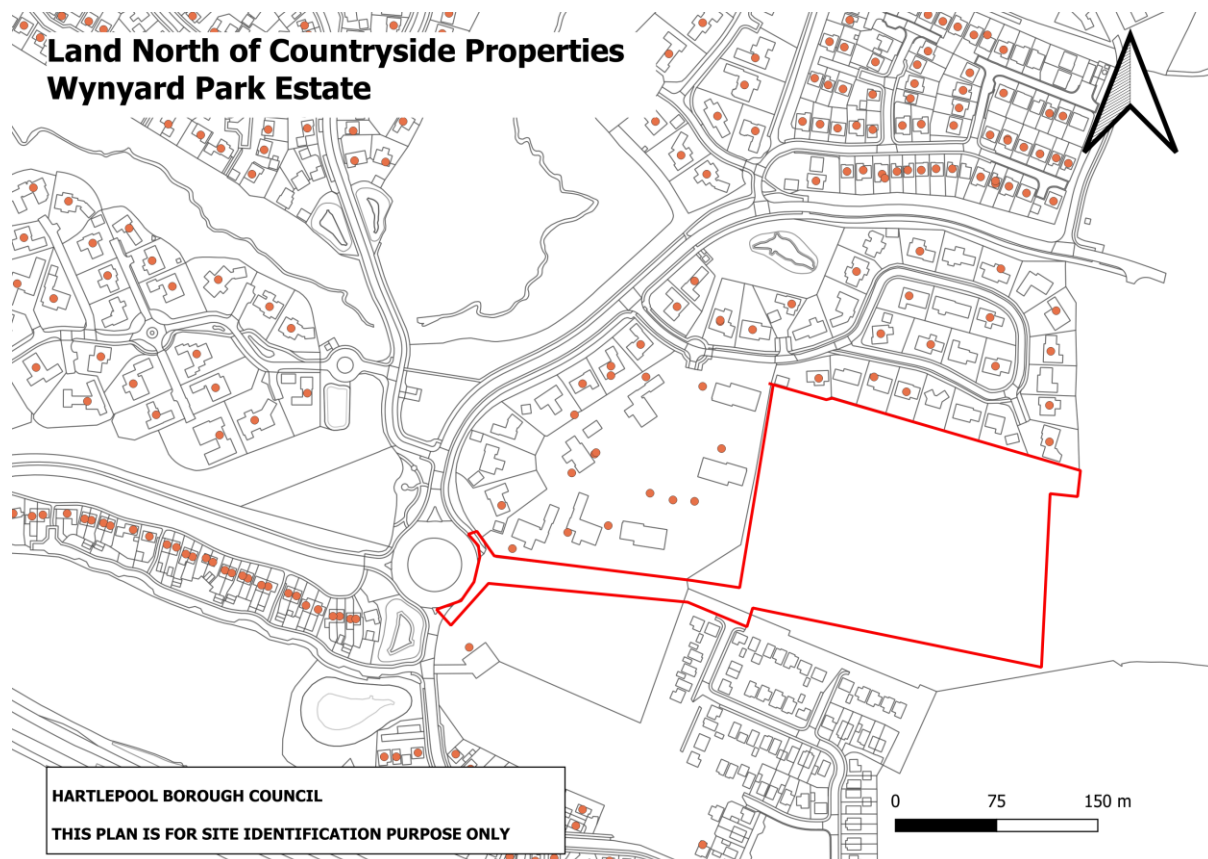 Land North of Countryside Properties
Wynyard Park Estate
HARTLEPOOL BOROUGH COUNCIL
THIS PLAN IS FOR SITE IDENTIFICATION PURPOSE ONLY
0 75 150 m